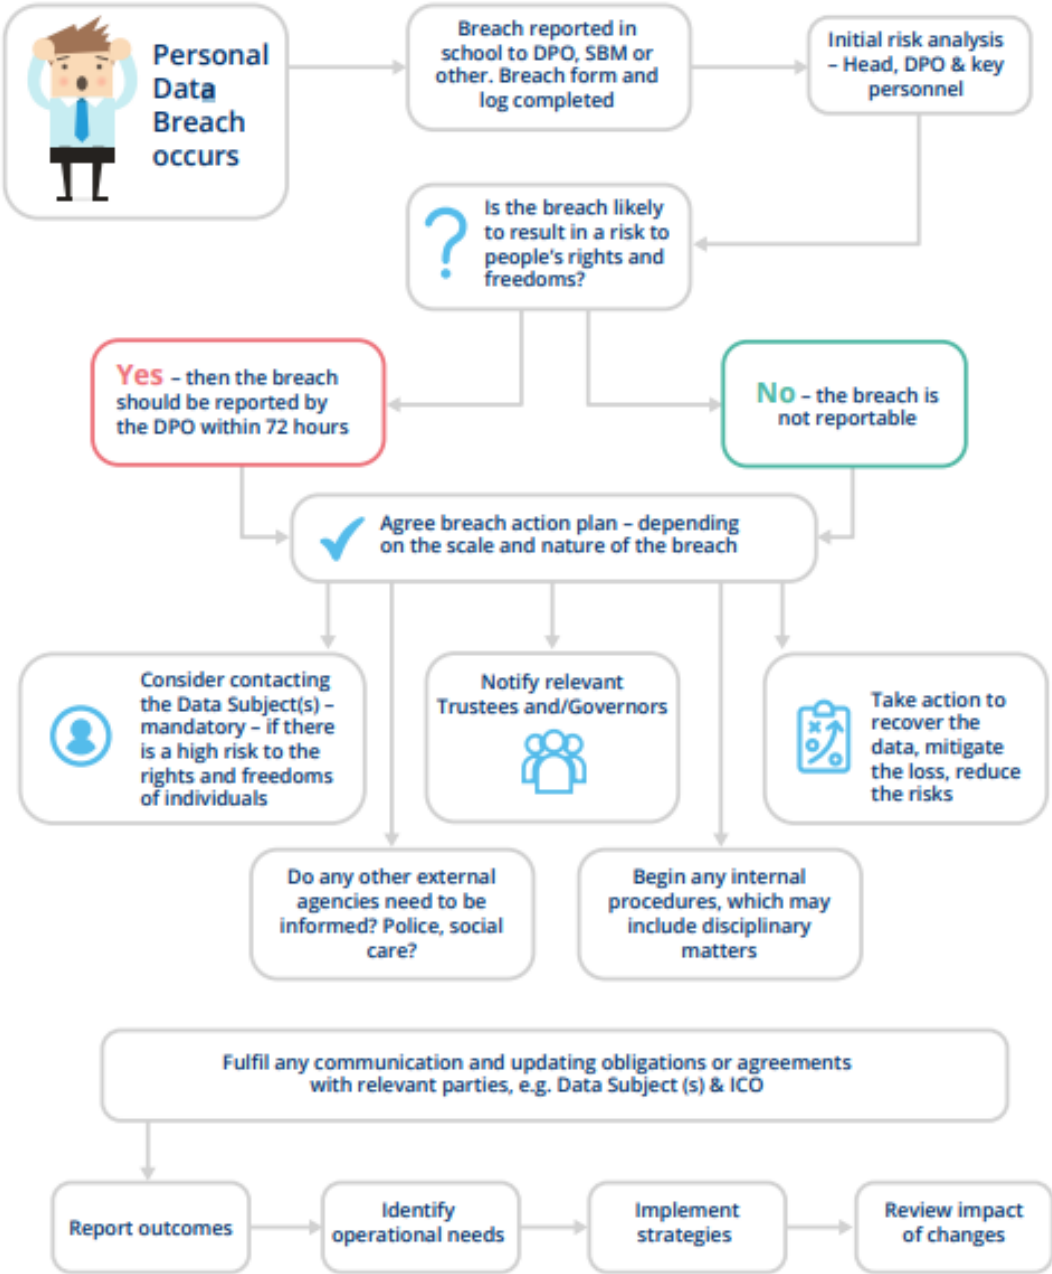 Personal
Data
Breach
occurs
Breach reported in
school to DPO, SBM or
other. Breach form and
log completed
Initial risk analysis
– Head, DPO & key
personnel
Is the breach likely
to result in a risk to
people's rights and
freedoms?
Yes – then the breach
should be reported by
the DPO within 72 hours
No – the breach is
not reportable
Agree breach action plan – depending
on the scale and nature of the breach
Consider contacting
the Data Subject(s) –
mandatory – if there
is a high risk to the
rights and freedoms
of individuals
Notify relevant
Trustees and/Governors
Take action to
recover the
data, mitigate
the loss, reduce
the risks
Do any other external
agencies need to be
informed? Police, social
care?
Begin any internal
procedures, which may
include disciplinary
matters
Fulfil any communication and updating obligations or agreements
with relevant parties, e.g. Data Subject (s) & ICO
Report outcomes
Identify
operational needs
Implement
strategies
Review impact
of changes